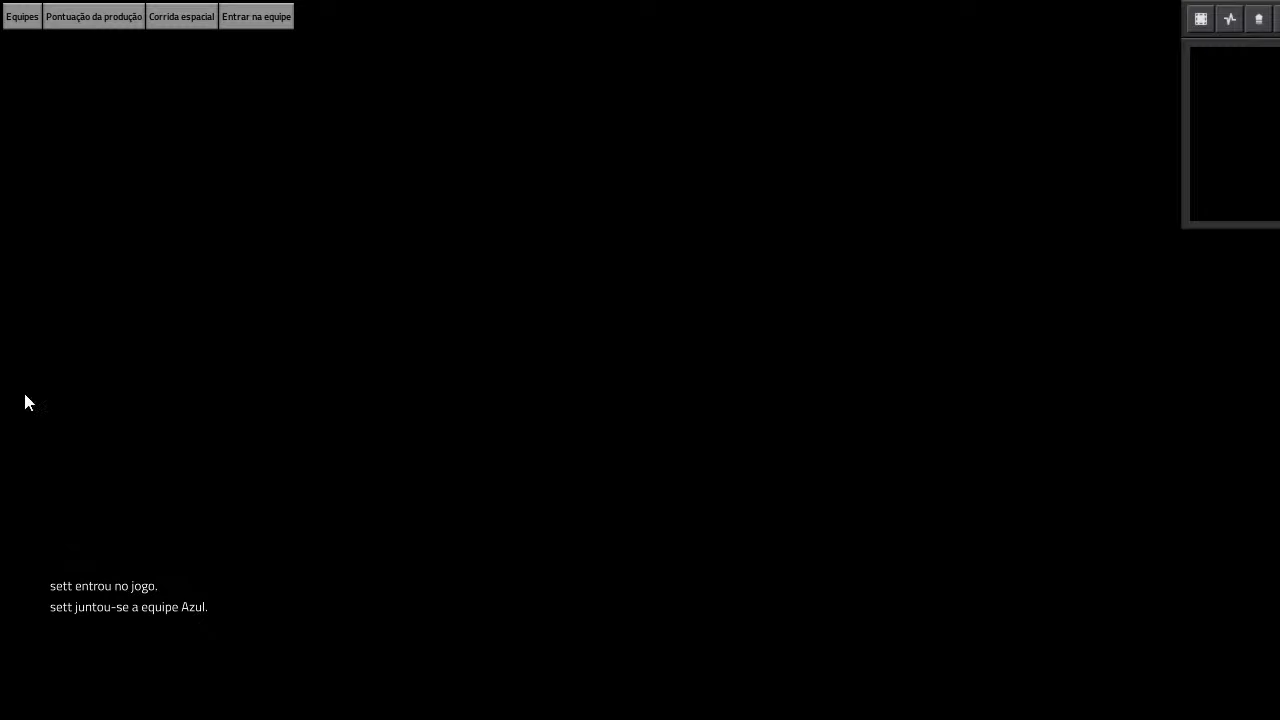 Equipes Pontuação da produção Corrida espacial Entrar na equipe
sett entrou no jogo.
sett juntou-se a equipe Azul.